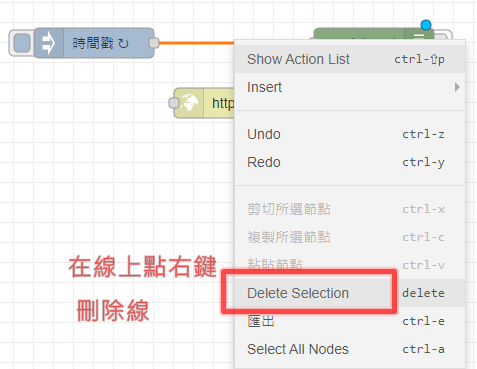 時間戳 ↻
http
Show Action List ctrl-⇧p
Insert
Undo ctrl-z
Redo ctrl-y
剪切所選節點 ctrl-x
複製所選節點 ctrl-c
點貼節點 ctrl-v
Delete Selection delete
匯出 ctrl-e
Select All Nodes ctrl-a
在線上點右鍵
刪除線